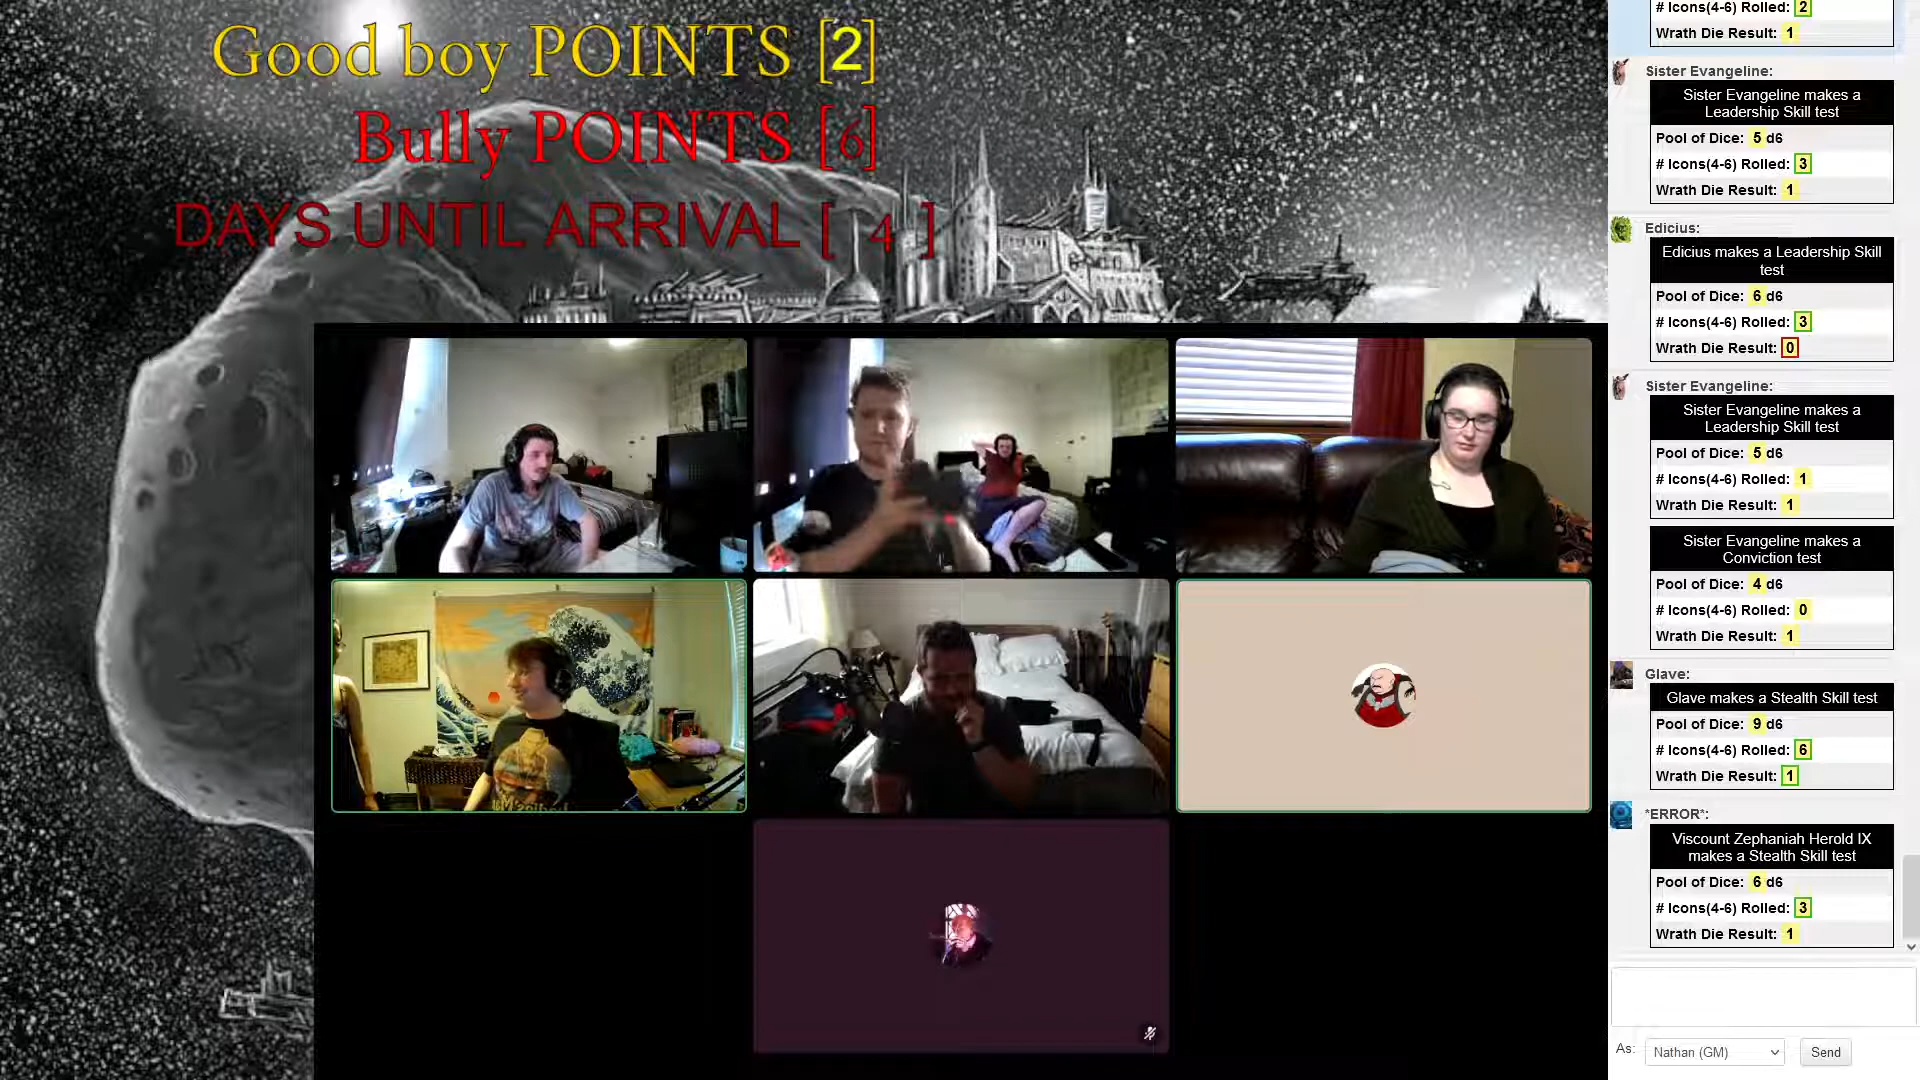 Good boy POINTS [2]
Bully POINTS [6]
DAYS UNTIL ARRIVAL [ 4 ]
# Icons(4-6) Rolled: 2
Wrath Die Result: 1
Sister Evangeline:
Sister Evangeline makes a
Leadership Skill test
Pool of Dice: 5 d6
# Icons(4-6) Rolled: 3
Wrath Die Result: 1
Edicius:
Edicius makes a Leadership Skill
test
Pool of Dice: 6 d6
# Icons(4-6) Rolled: 3
Wrath Die Result: 0
Sister Evangeline:
Sister Evangeline makes a
Leadership Skill test
Pool of Dice: 5 d6
# Icons(4-6) Rolled: 1
Wrath Die Result: 1
Sister Evangeline makes a
Conviction test
Pool of Dice: 4 d6
# Icons(4-6) Rolled: 0
Wrath Die Result: 1
Glave:
Glave makes a Stealth Skill test
Pool of Dice: 9 d6
# Icons(4-6) Rolled: 6
Wrath Die Result: 1
*ERROR*:
Viscount Zephaniah Herold IX
makes a Stealth Skill test
Pool of Dice: 6 d6
# Icons(4-6) Rolled: 3
Wrath Die Result: 1
As: Nathan (GM) Send